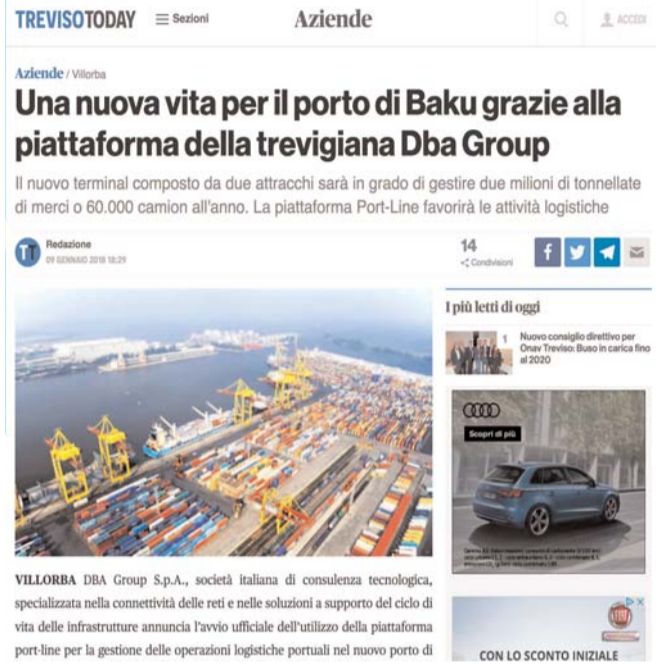 TREVISOTODAY
Sezioni
Aziende
ACCEDI
Aziende / Villorba
Una nuova vita per il porto di Baku grazie alla
piattaforma della trevigiana Dba Group
Il nuovo terminal composto da due attracchi sarà in grado di gestire due milioni di tonnellate
di merci o 60.000 camion all'anno. La piattaforma Port-Line favorirà le attività logistiche
TT
Redazione
09 GENNAIO 2018 18:29
14
Condivisioni
f
I più letti di oggi
1
Nuovo consiglio direttivo per
Onav Treviso: Buso in carica fino
al 2020
Scopri di più
VILLORBA DBA Group S.p.A., società italiana di consulenza tecnologica,
specializzata nella connettività delle reti e nelle soluzioni a supporto del ciclo di
vita delle infrastrutture annuncia l'avvio ufficiale dell'utilizzo della piattaforma
port-line per la gestione delle operazioni logistiche portuali nel nuovo porto di
FIAT
CON LO SCONTO INIZIALE